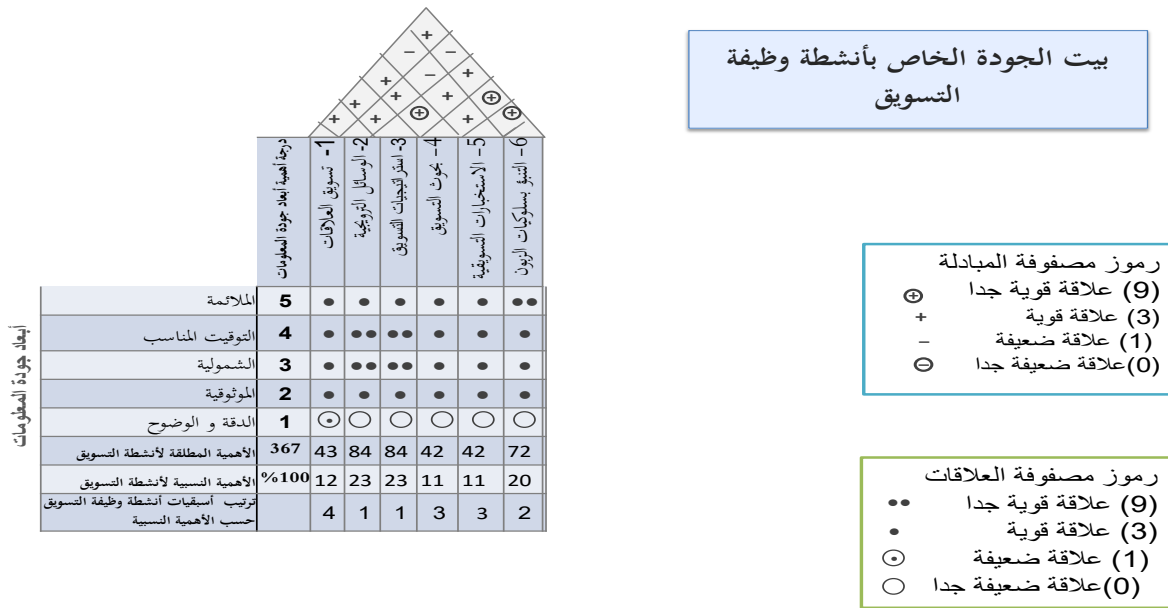 بيت الجودة الخاص بأنشطة وظيفة
التسويق
درجة أهمية أبعاد جودة المعلومات
1- تسويق العلاقات
2- الوسائل الترويجية
3- استراتيجيات التسويق
4- بحوث التسويق
5- الاستخبارات التسويقية
6- التنبؤ بسلوكيات الزبون
أبعاد جودة المعلومات
الملائمة 5
التوقيت المناسب 4
الشمولية 3
الموثوقية 2
الدقة و الوضوح 1
الأهمية المطلقة لأنشطة التسويق 367 43 84 84 42 42 72
الأهمية النسبية لأنشطة التسويق %100 12 23 23 11 11 20
ترتيب أسبقيات أنشطة وظيفة التسويق
حسب الأهمية النسبية 4 1 1 3 3 2
رموز مصفوفة المبادلة
(9) علاقة قوية جدا
(3) علاقة قوية
(1) علاقة ضعيفة
(0)علاقة ضعيفة جدا
رموز مصفوفة العلاقات
(9) علاقة قوية جدا
(3) علاقة قوية
(1) علاقة ضعيفة
(0)علاقة ضعيفة جدا